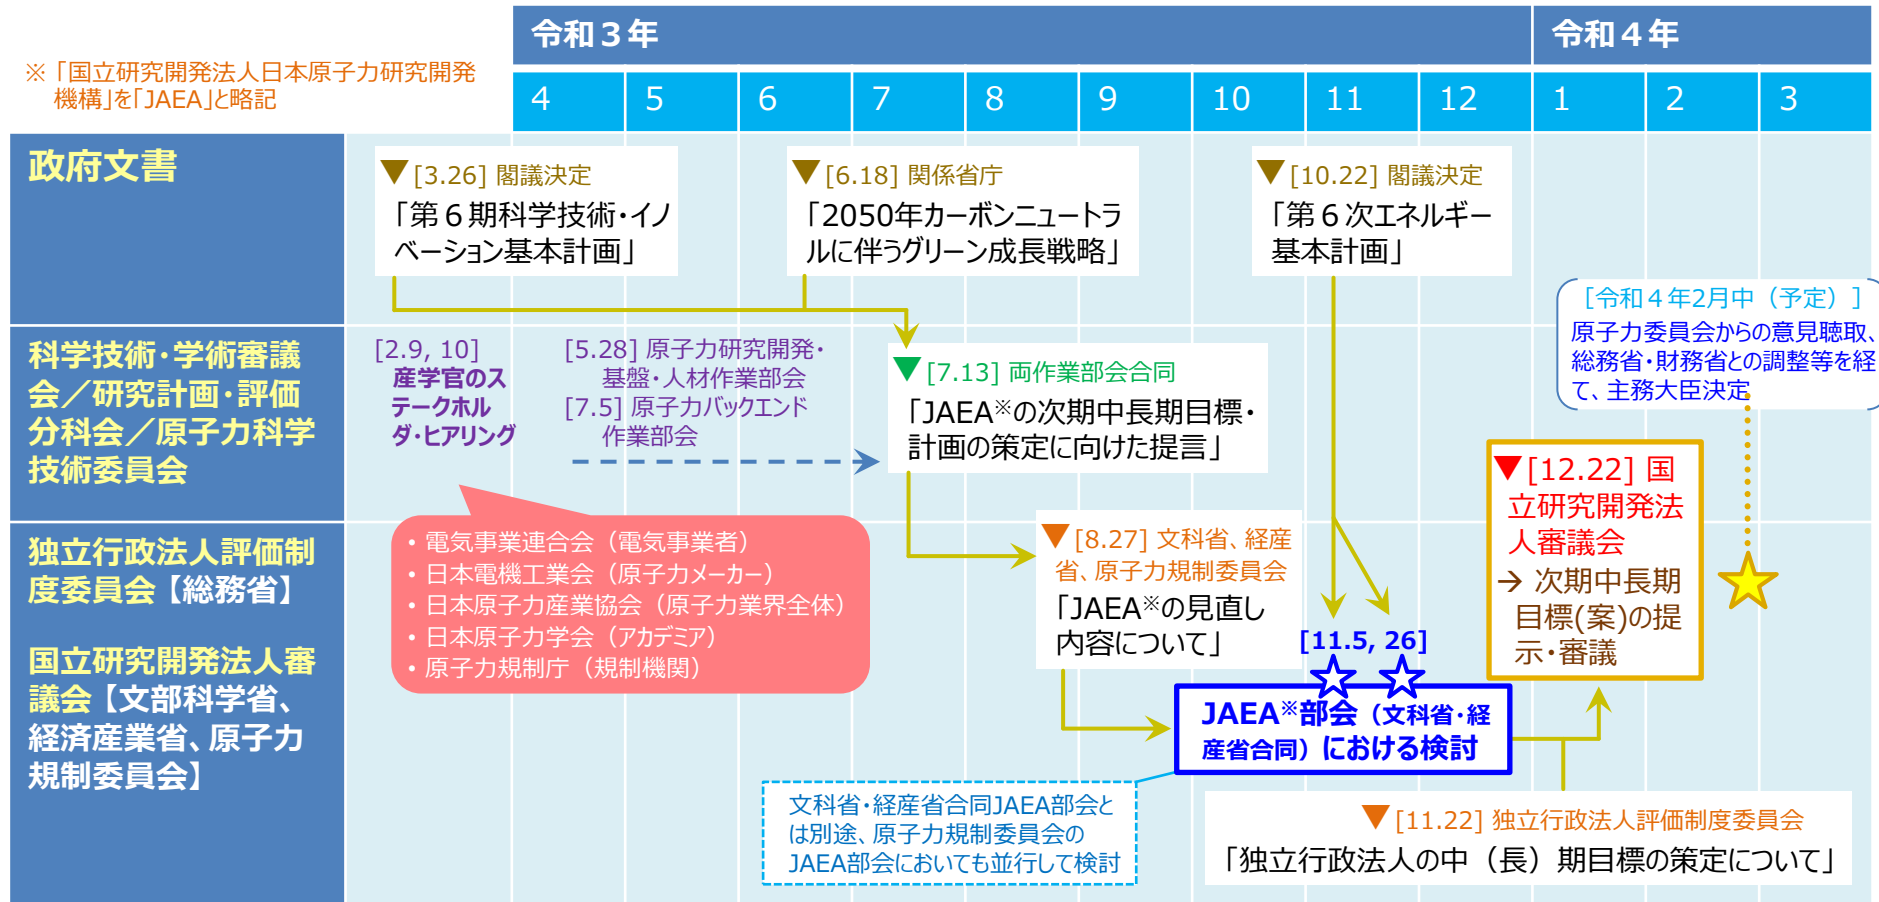 ※「国立研究開発法人日本原子力研究開発
機構」を「JAEA」と略記
令和３年
令和４年
4
5
6
7
8
9
10
11
12
1
2
3
政府文書
▼[3.26] 閣議決定
「第６期科学技術・イノ
ベーション基本計画」
▼[6.18] 関係省庁
「2050年カーボンニュートラ
ルに伴うグリーン成長戦略」
▼[10.22] 閣議決定
「第６次エネルギー
基本計画」
[令和４年2月中（予定）]
原子力委員会からの意見聴取、
総務省・財務省との調整等を経
て、主務大臣決定
科学技術・学術審議
会／研究計画・評価
分科会／原子力科学
技術委員会
[2.9, 10]
産学官のス
テークホル
ダ・ヒアリング
[5.28] 原子力研究開発・
基盤・人材作業部会
[7.5] 原子力バックエンド
作業部会
▼[7.13] 両作業部会合同
「JAEA※の次期中長期目標・
計画の策定に向けた提言」
・電気事業連合会（電気事業者）
・日本電機工業会（原子力メーカー）
・日本原子力産業協会（原子力業界全体）
・日本原子力学会（アカデミア）
・原子力規制庁（規制機関）
独立行政法人評価制
度委員会【総務省】
国立研究開発法人審
議会【文部科学省、
経済産業省、原子力
規制委員会】
▼[8.27] 文科省、経産
省、原子力規制委員会
「JAEA※の見直し
内容について」
[11.5, 26]
JAEA※部会（文科省・経
産省合同）における検討
▼[12.22] 国
立研究開発法
人審議会
→ 次期中長期
目標(案)の提
示・審議
文科省・経産省合同JAEA部会と
は別途、原子力規制委員会の
JAEA部会においても並行して検討
▼[11.22] 独立行政法人評価制度委員会
「独立行政法人の中（長）期目標の策定について」